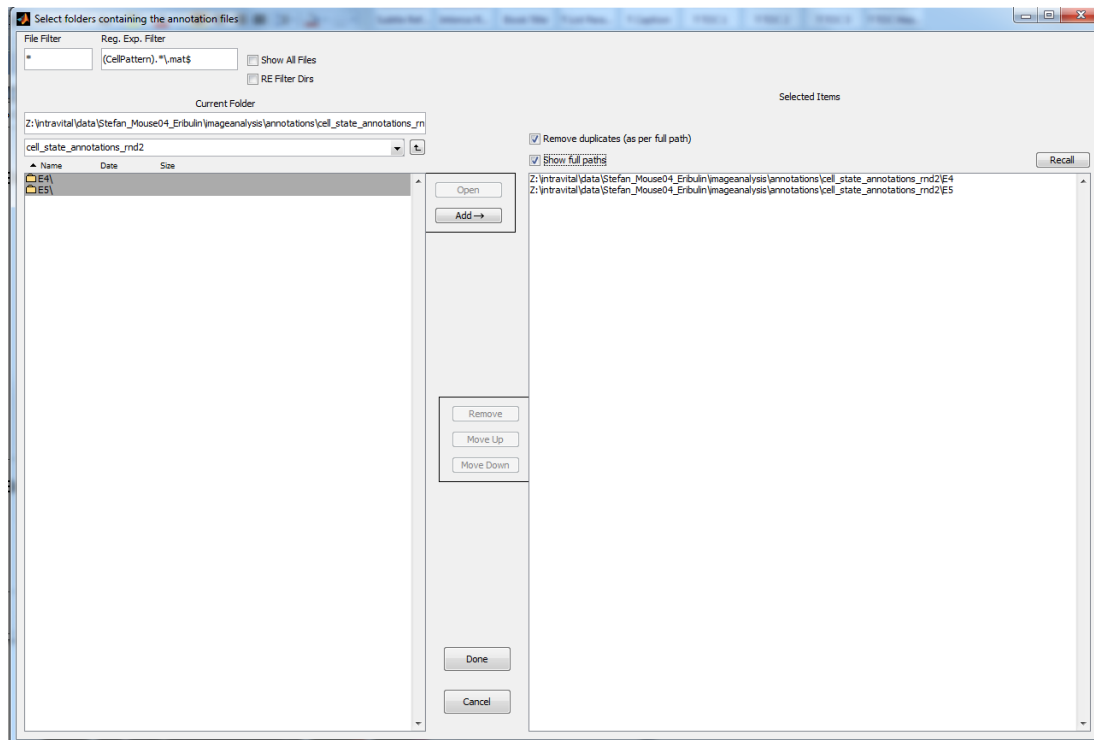 Select folders containing the annotation files
File Filter
Reg. Exp. Filter
*
(CellPattern).*\.mat$
Show All Files
RE Filter Dirs
Current Folder
Selected Items
Z:\intravital\data\Stefan_Mouse04_Eribulin\imageanalysis\annotations\cell_state_annotations_rn
Remove duplicates (as per full path)
cell_state_annotations_rnd2
Show full paths
Recall
Name Date Size
E4\
E5\
Open
Add →
Z:\intravital\data\Stefan_Mouse04_Eribulin\imageanalysis\annotations\cell_state_annotations_rnd2\E4
Z:\intravital\data\Stefan_Mouse04_Eribulin\imageanalysis\annotations\cell_state_annotations_rnd2\E5
Remove
Move Up
Move Down
Done
Cancel